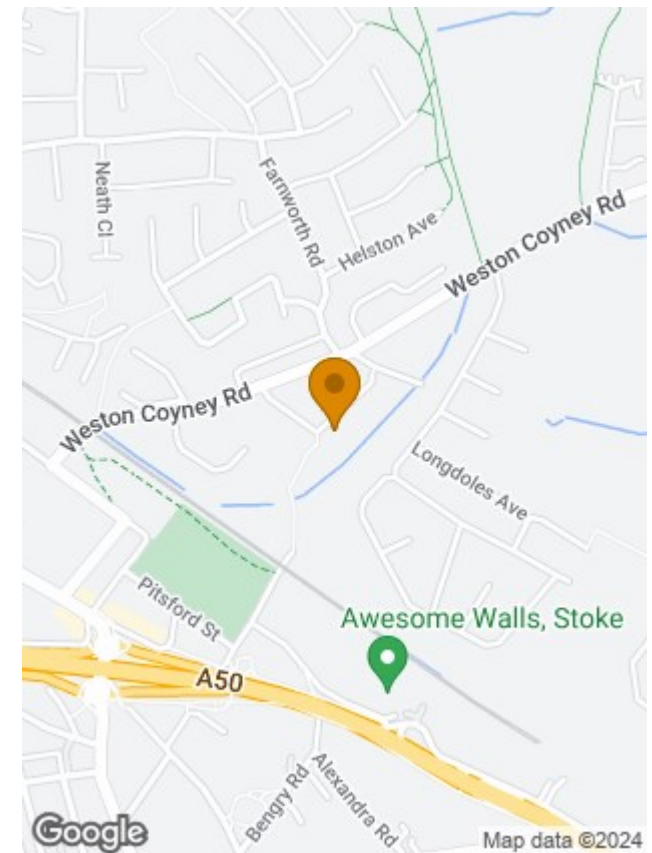 Neath Cl
Farnworth Rd
Helston Ave
Weston Coyney Rd
Weston Coyney Rd
Longdoles Ave
Pitsford St
Awesome Walls, Stoke
A50
Bengry Rd
Alexandra Rd
Google
Map data ©2024